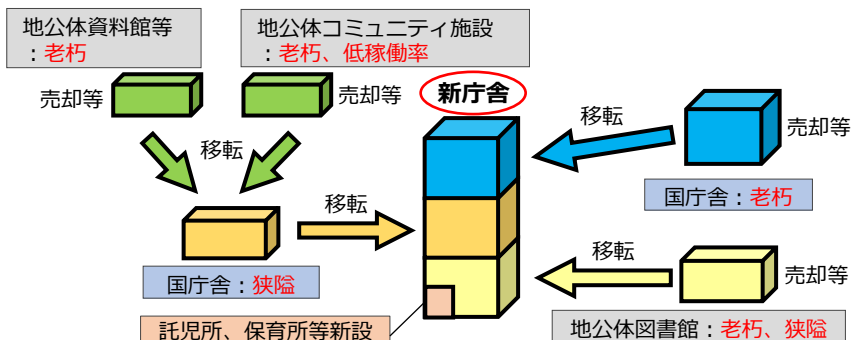 地公体資料館等
：老朽
地公体コミュニティ施設
：老朽、低稼働率
売却等
売却等
新庁舎
移転
売却等
移転
国庁舎：老朽
移転
国庁舎：狭隘
移転
売却等
託児所、保育所等新設
地公体図書館：老朽、狭隘